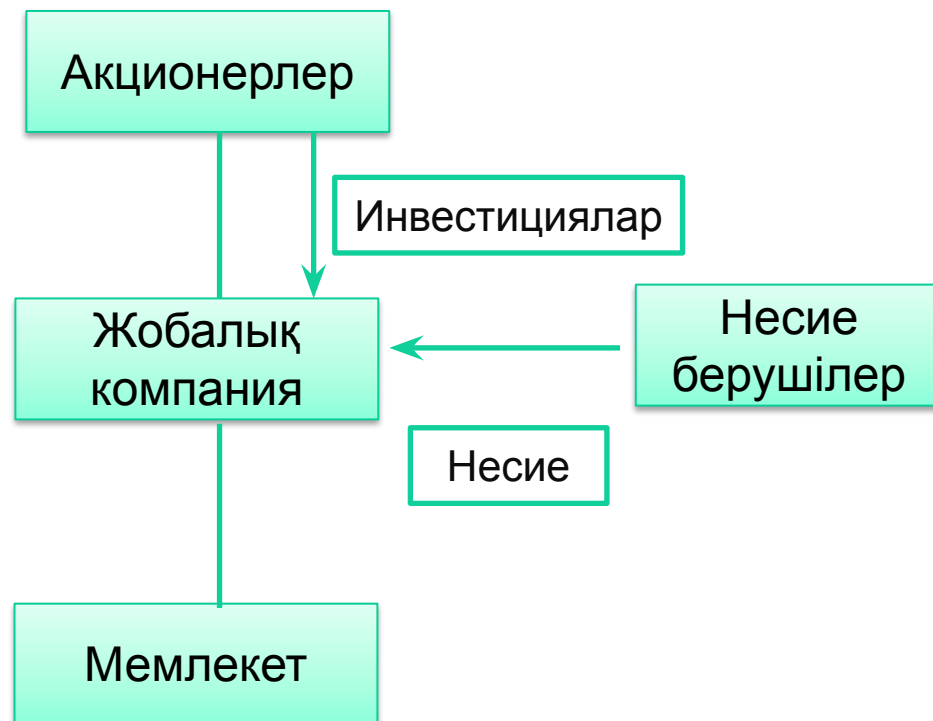 Акционерлер
Инвестициялар
Жобалық
компания
Несие
берушілер
Несие
Мемлекет